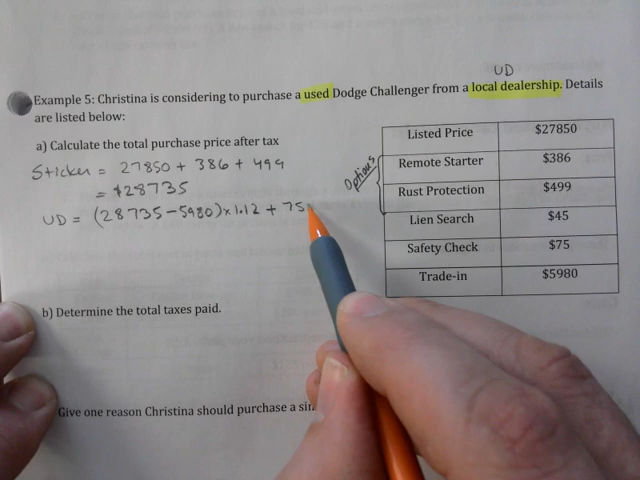 UD
Example 5: Christina is considering to purchase a used Dodge Challenger from a local dealership. Details
are listed below:
a) Calculate the total purchase price after tax
Sticker = 27850 + 386 + 499
= $28735
UD = (28735-5980)×1.12 + 75
Options
Listed Price $27850
Remote Starter $386
Rust Protection $499
Lien Search $45
Safety Check $75
Trade-in $5980
b) Determine the total taxes paid.
Give one reason Christina should purchase a